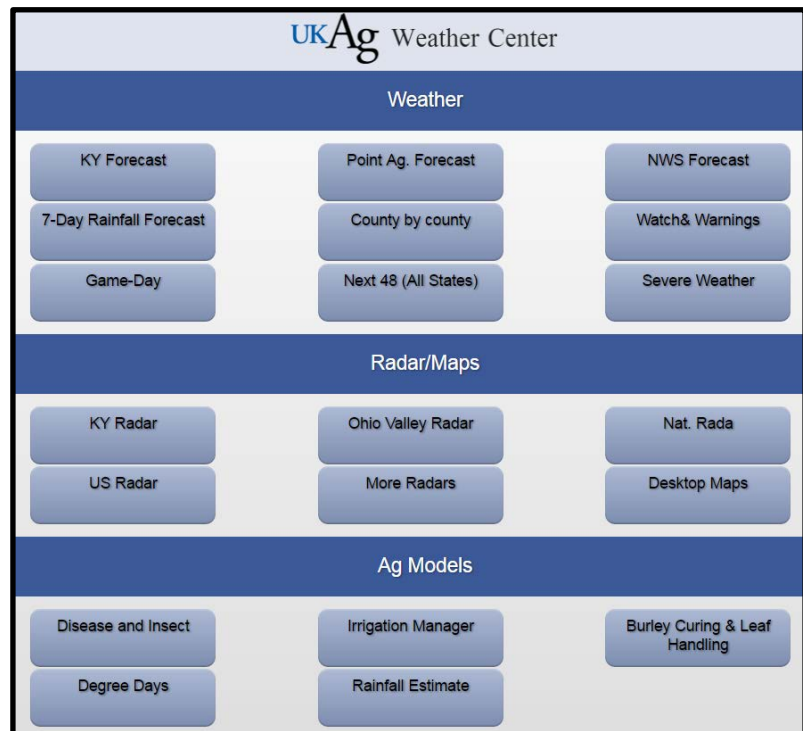 UKAg Weather Center
Weather
KY Forecast
Point Ag. Forecast
NWS Forecast
7-Day Rainfall Forecast
County by county
Watch& Warnings
Game-Day
Next 48 (All States)
Severe Weather
Radar/Maps
KY Radar
Ohio Valley Radar
Nat. Rada
US Radar
More Radars
Desktop Maps
Ag Models
Disease and Insect
Irrigation Manager
Burley Curing & Leaf
Handling
Degree Days
Rainfall Estimate